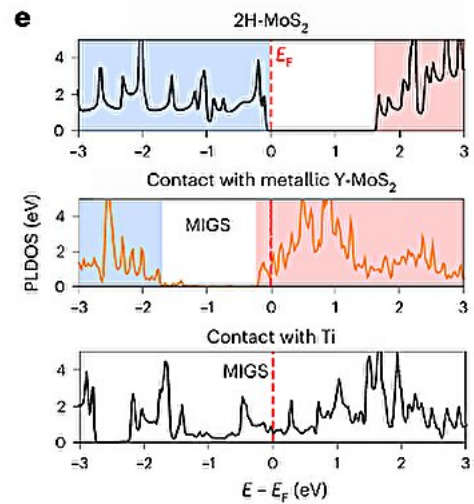 e
2H-MoS₂
4
2
0
E_F
−3 −2 −1 0 1 2 3
Contact with metallic Y-MoS₂
PLDOS (eV)
4
2
0
MIGS
−3 −2 −1 0 1 2 3
Contact with Ti
4
2
0
MIGS
−3 −2 −1 0 1 2 3
E − E_F (eV)